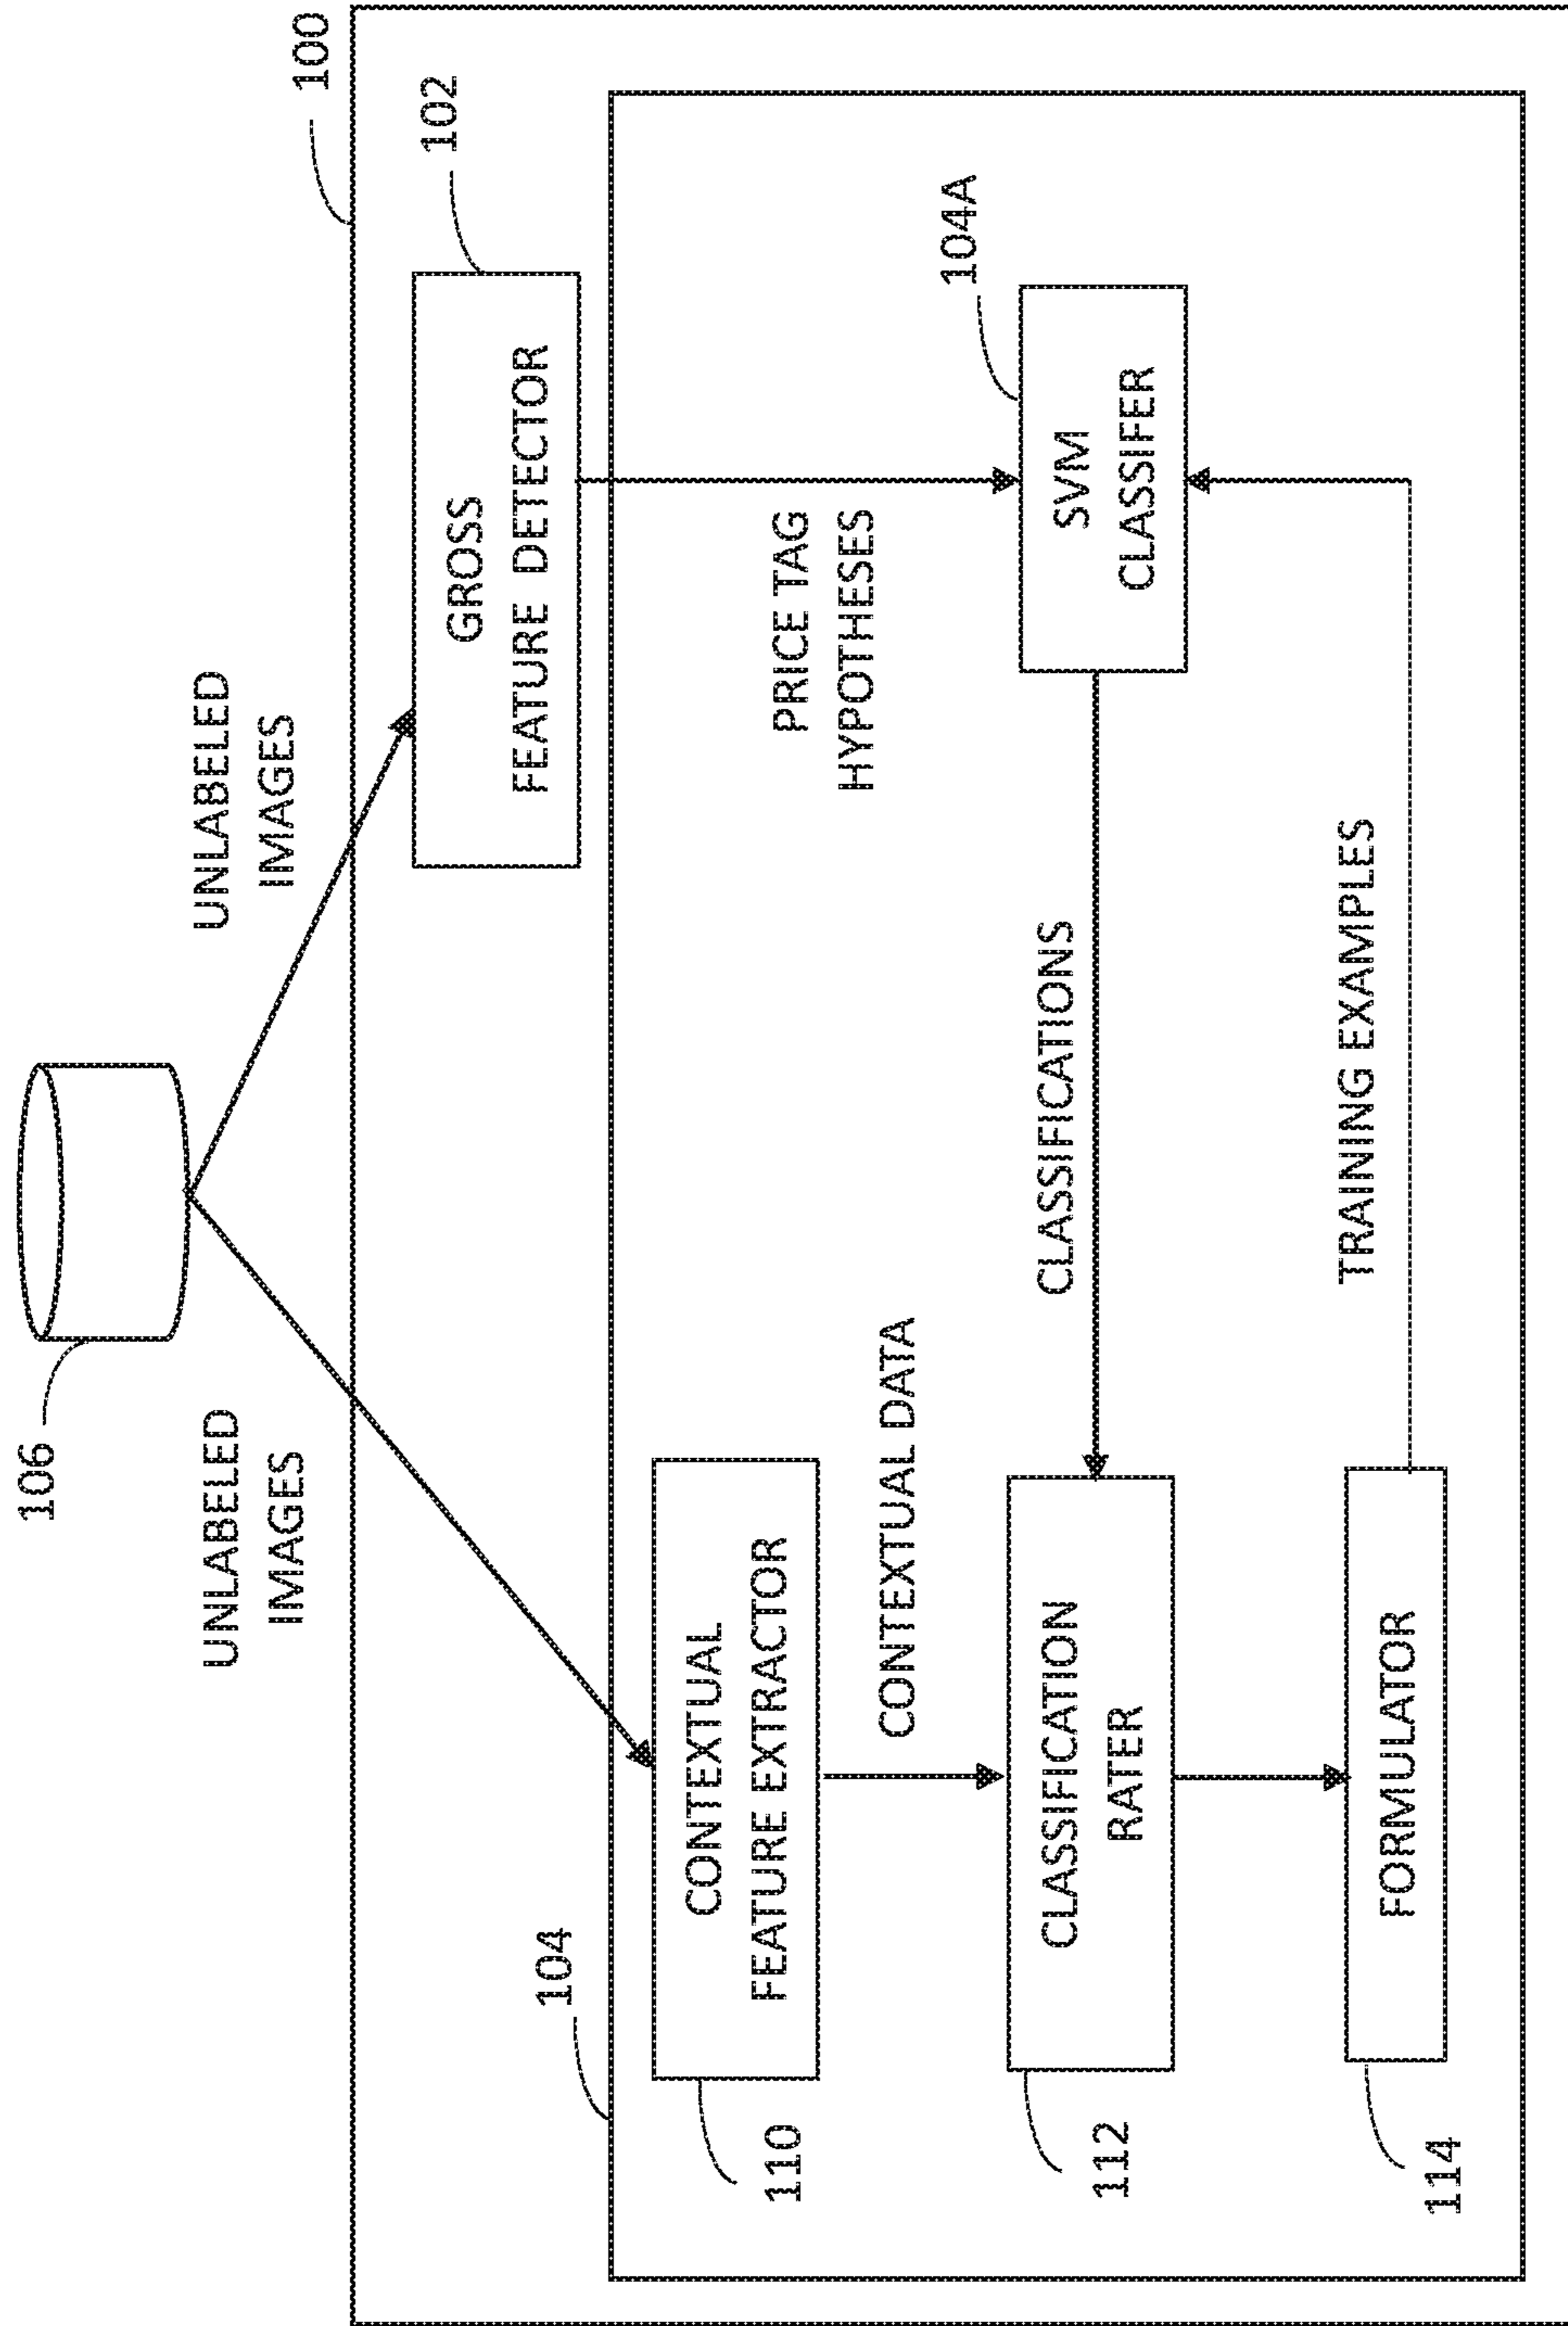 106
UNLABELED
IMAGES
UNLABELED
IMAGES
100
102
GROSS
FEATURE DETECTOR
104
CONTEXTUAL
FEATURE EXTRACTOR
110
PRICE TAG
HYPOTHESES
CONTEXTUAL DATA
104A
SVM
CLASSIFER
CLASSIFICATIONS
CLASSIFICATION
RATER
112
TRAINING EXAMPLES
FORMULATOR
114